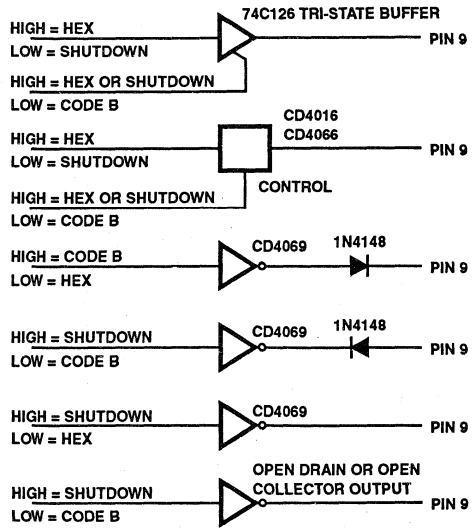 74C126 TRI-STATE BUFFER
HIGH = HEX
LOW = SHUTDOWN
PIN 9
HIGH = HEX OR SHUTDOWN
LOW = CODE B
CD4016
CD4066
HIGH = HEX
LOW = SHUTDOWN
PIN 9
CONTROL
HIGH = HEX OR SHUTDOWN
LOW = CODE B
CD4069
1N4148
HIGH = CODE B
LOW = HEX
PIN 9
CD4069
1N4148
HIGH = SHUTDOWN
LOW = CODE B
PIN 9
CD4069
HIGH = SHUTDOWN
LOW = HEX
PIN 9
OPEN DRAIN OR OPEN
COLLECTOR OUTPUT
HIGH = SHUTDOWN
LOW = CODE B
PIN 9